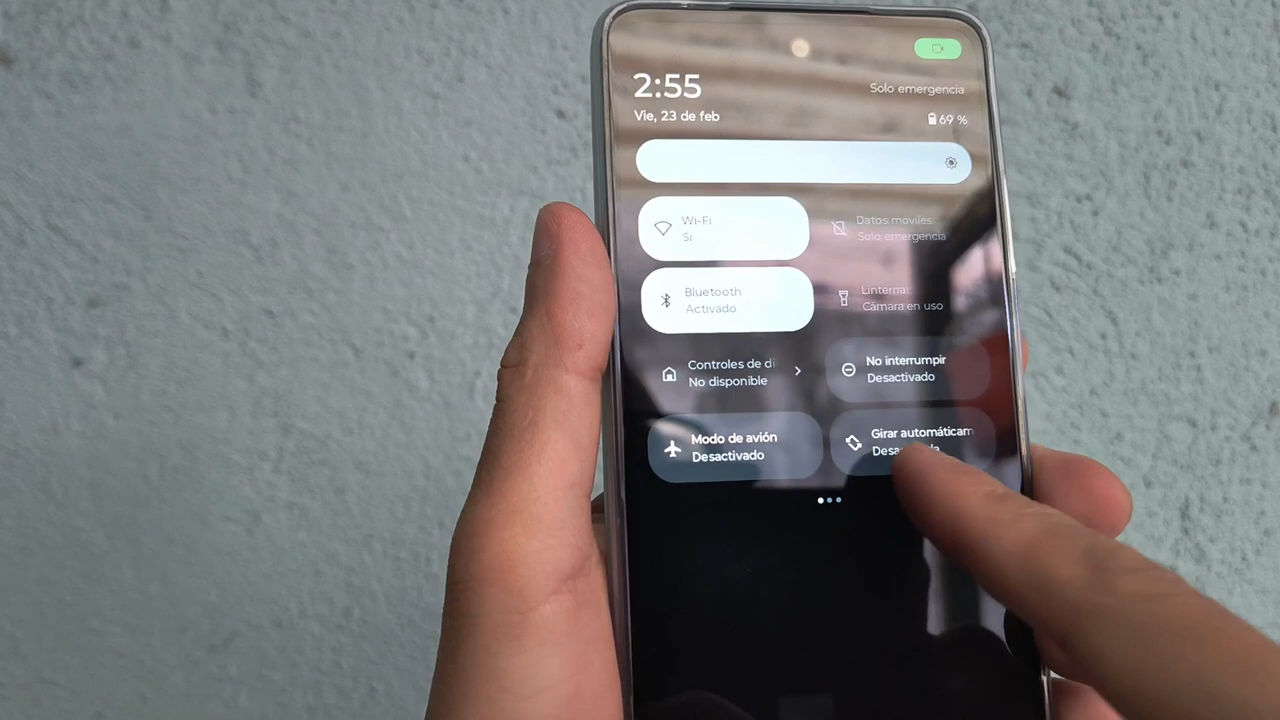 2:55
Solo emergencia
Vie, 23 de feb
69 %
Wi-Fi
Sí
Datos móviles
Solo emergencia
Bluetooth
Activado
Linterna
Cámara en uso
Controles de di
No disponible
No interrumpir
Desactivado
Modo de avión
Desactivado
Girar automáticam